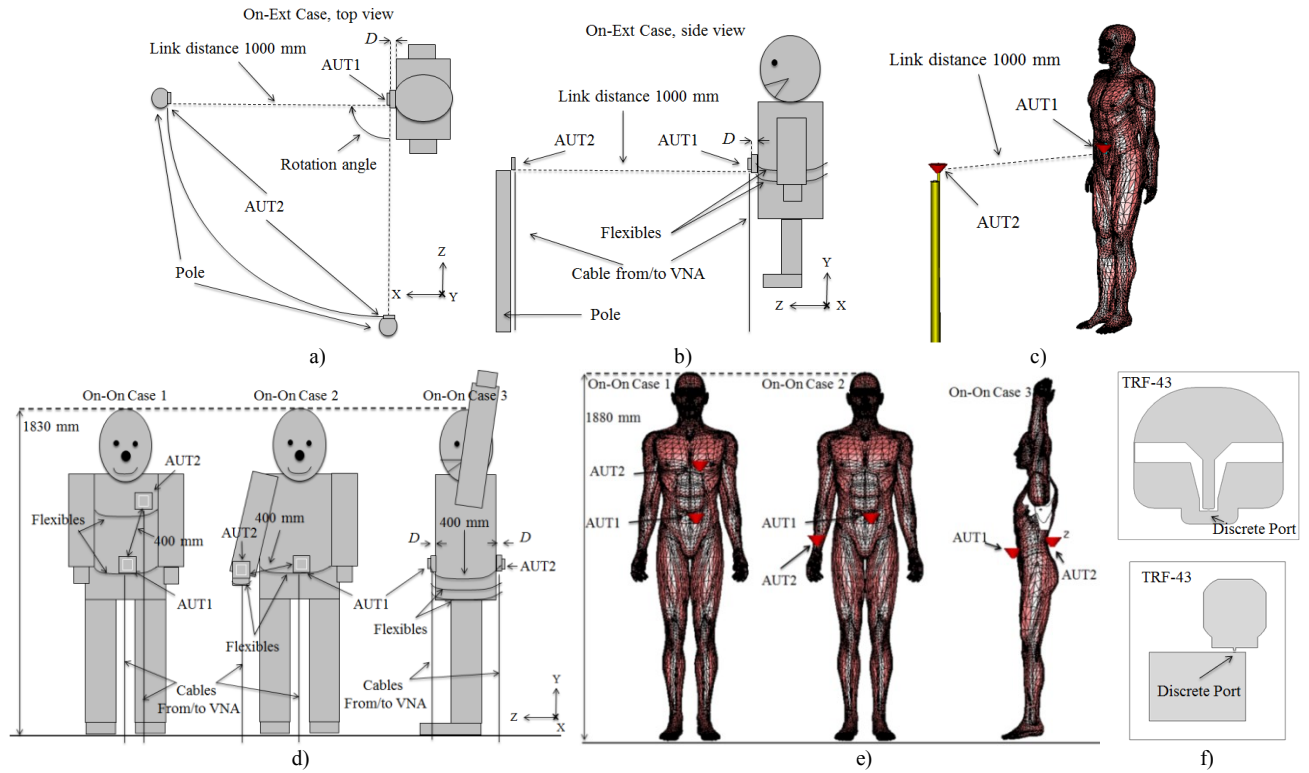 On-Ext Case, top view
D
Link distance 1000 mm
AUT1
Rotation angle
AUT2
Pole
Z
X
Y
a)
On-Ext Case, side view
Link distance 1000 mm
D
AUT2
AUT1
Flexibles
Cable from/to VNA
Pole
Y
Z
X
b)
Link distance 1000 mm
AUT1
AUT2
c)
On-On Case 1
On-On Case 2
On-On Case 3
1830 mm
AUT2
Flexibles
400 mm
AUT1
AUT2
400 mm
Flexibles
400 mm
D
D
AUT2
AUT1
Flexibles
Cables
From/to VNA
Cables
From/to VNA
Y
Z
X
d)
On-On Case 1
On-On Case 2
On-On Case 3
1880 mm
AUT2
AUT1
AUT1
AUT2
AUT1
z
AUT2
e)
TRF-43
Discrete Port
TRF-43
Discrete Port
f)